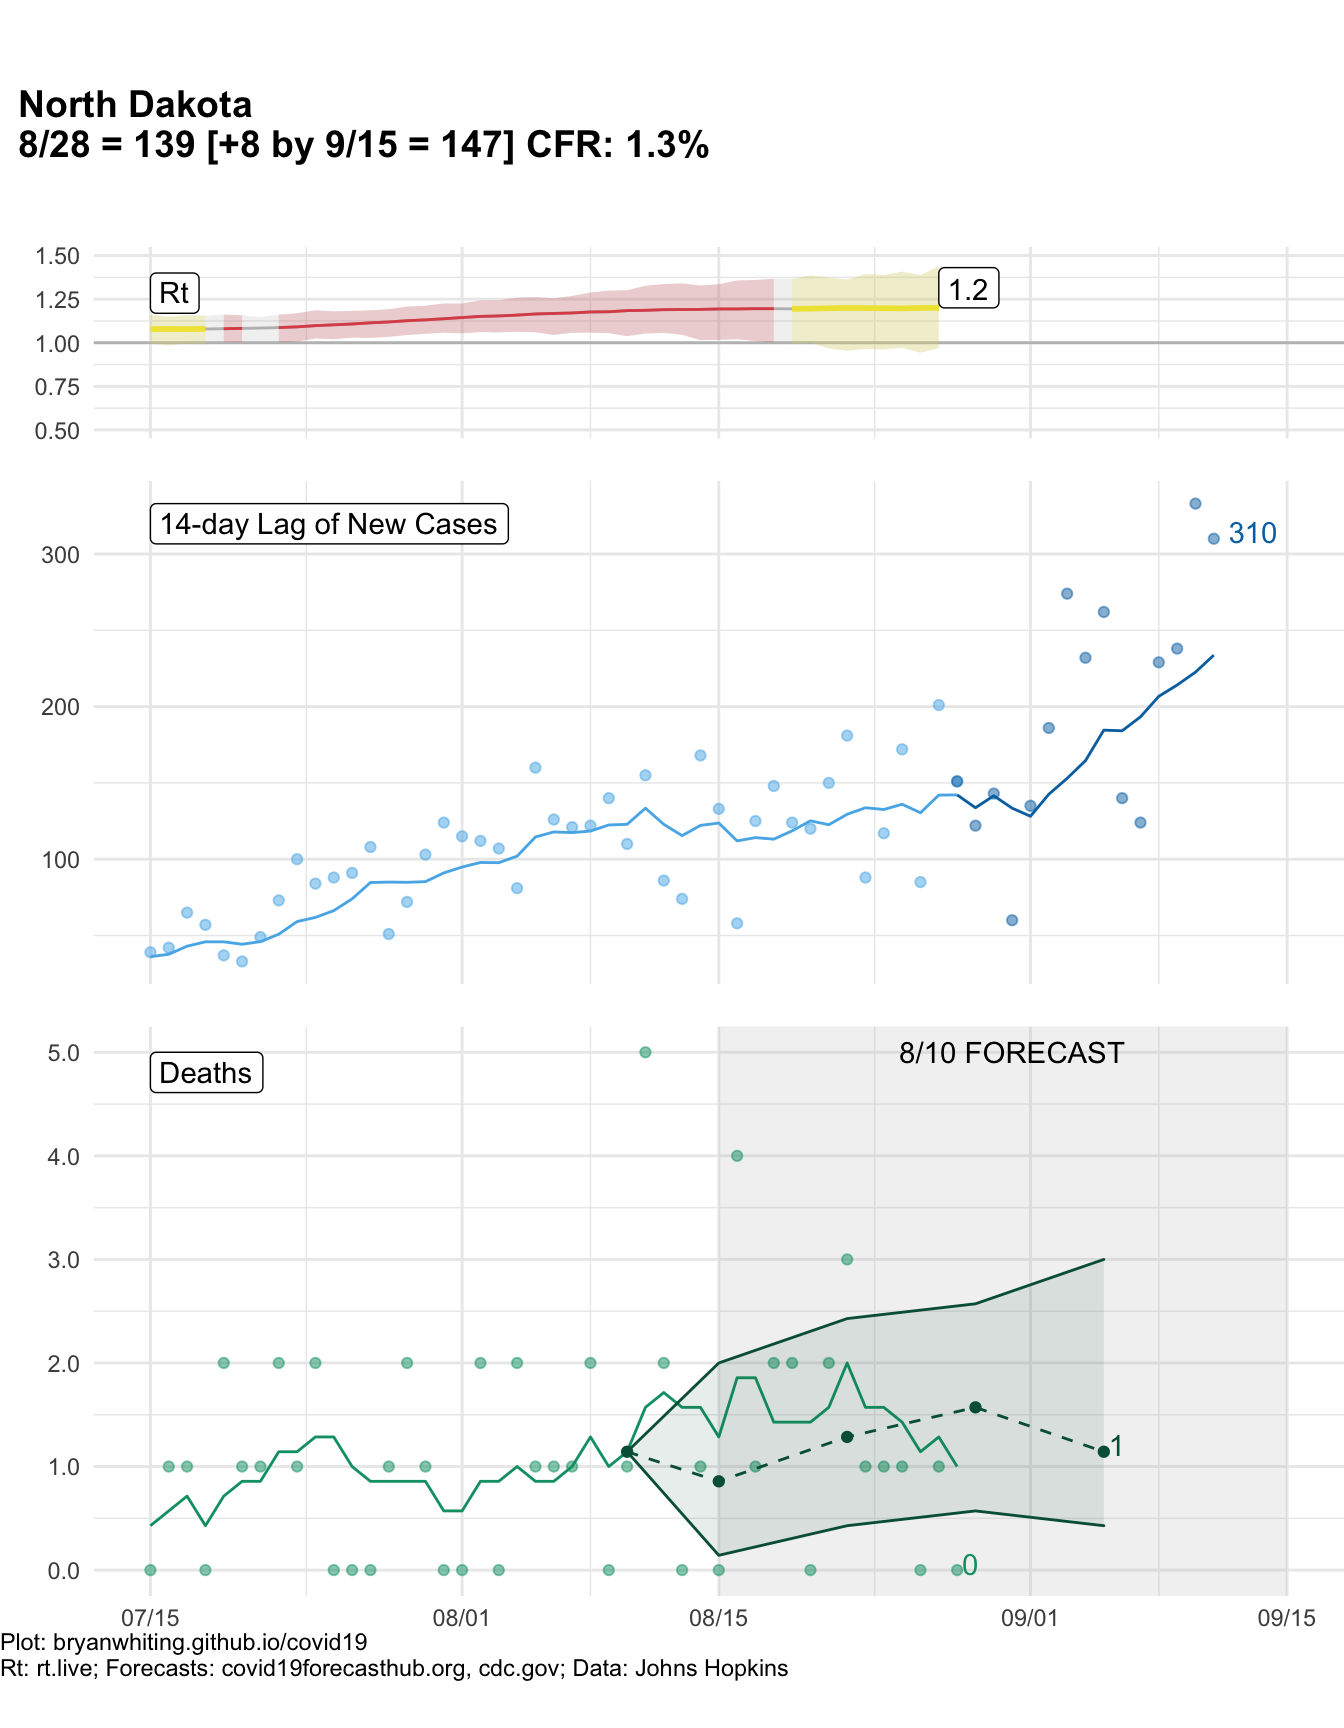 North Dakota
8/28 = 139 [+8 by 9/15 = 147] CFR: 1.3%
1.50
1.25
1.00
0.75
0.50
Rt
1.2
14-day Lag of New Cases
310
300
200
100
Deaths
8/10 FORECAST
5.0
4.0
3.0
2.0
1.0
0.0
1
0
07/15 08/01 08/15 09/01 09/15
Plot: bryanwhiting.github.io/covid19
Rt: rt.live; Forecasts: covid19forecasthub.org, cdc.gov; Data: Johns Hopkins